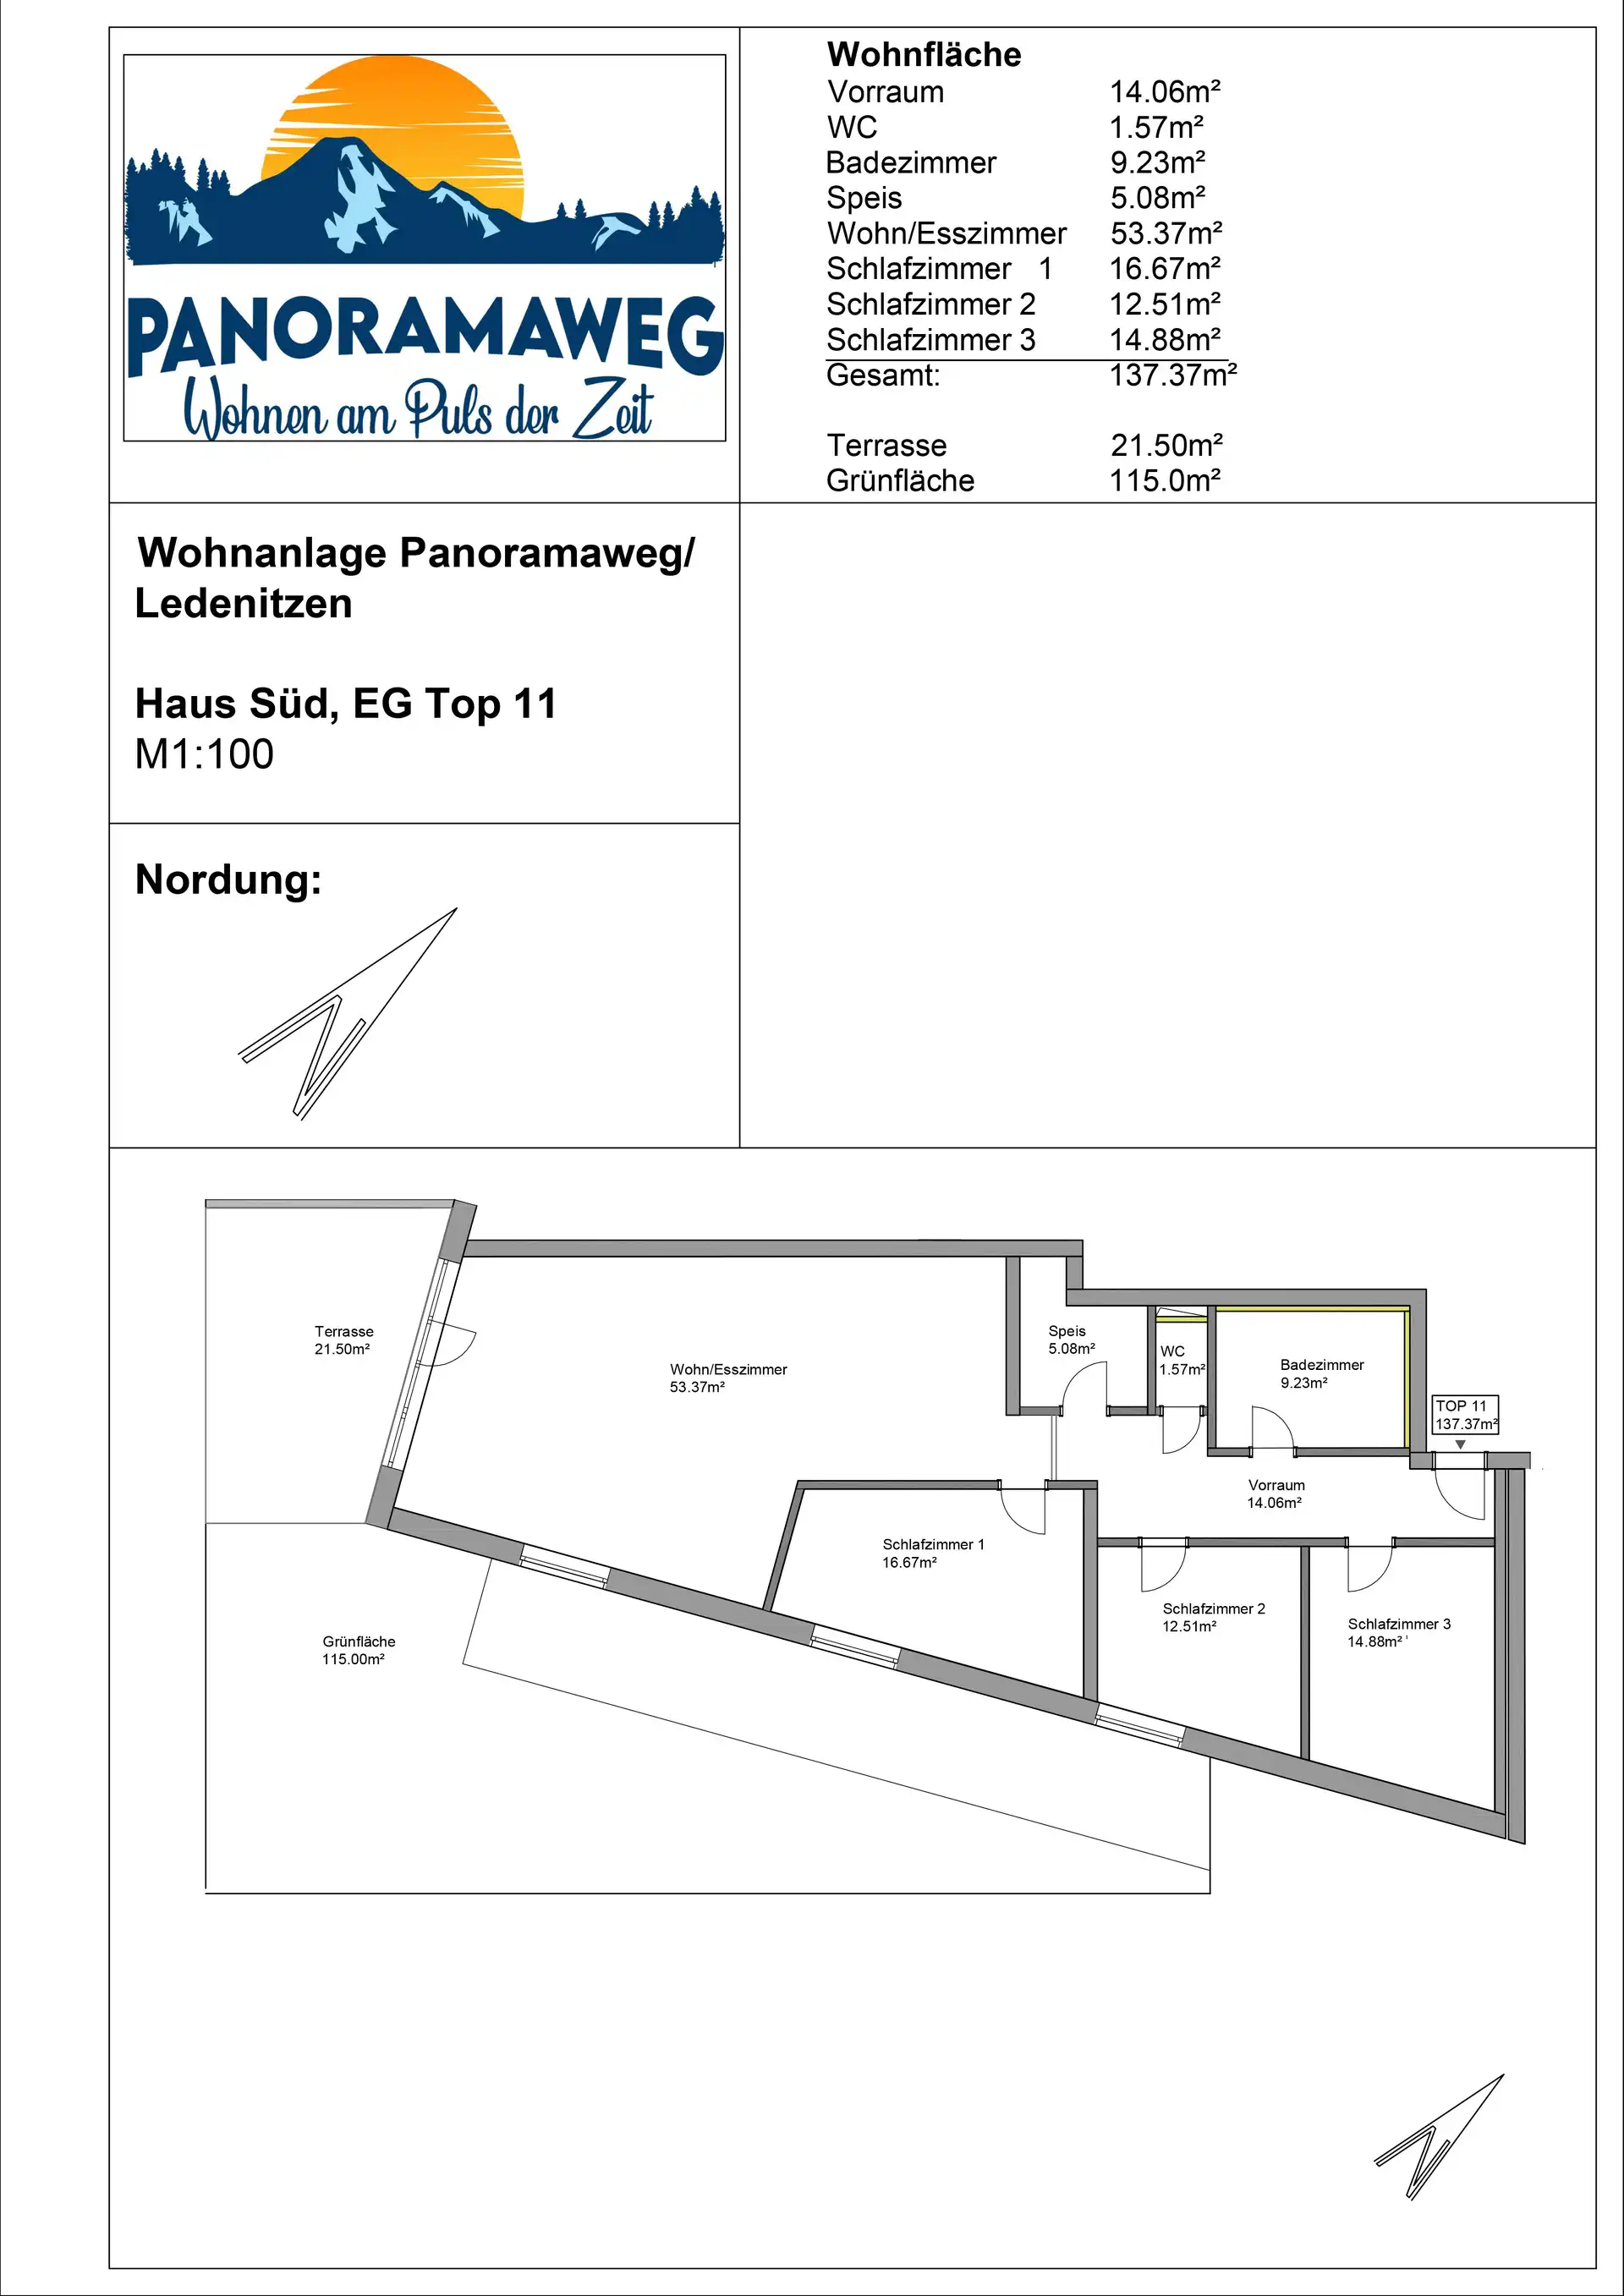 PANORAMAWEG
Wohnen am Puls der Zeit
Wohnfläche
Vorraum 14.06m²
WC 1.57m²
Badezimmer 9.23m²
Speis 5.08m²
Wohn/Esszimmer 53.37m²
Schlafzimmer 1 16.67m²
Schlafzimmer 2 12.51m²
Schlafzimmer 3 14.88m²
Gesamt: 137.37m²
Terrasse 21.50m²
Grünfläche 115.0m²
Wohnanlage Panoramaweg/
Ledenitzen
Haus Süd, EG Top 11
M1:100
Nordung:
N
Terrasse
21.50m²
Wohn/Esszimmer
53.37m²
Speis
5.08m²
WC
1.57m²
Badezimmer
9.23m²
TOP 11
137.37m²
Vorraum
14.06m²
Schlafzimmer 1
16.67m²
Schlafzimmer 2
12.51m²
Schlafzimmer 3
14.88m²
Grünfläche
115.00m²
N